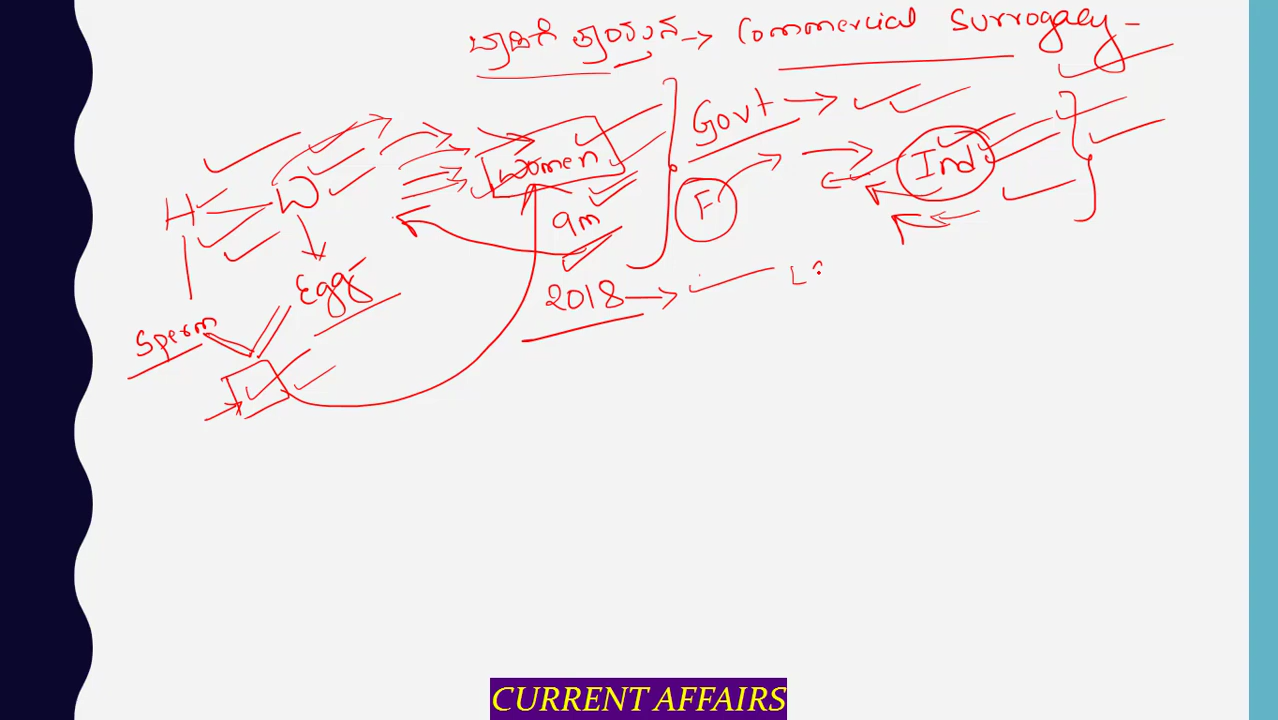 ಬಾಡಿಗೆ ತಾಯ್ತನ → Commercial Surrogacy -
Govt →
Women
Ind
H W
F
9m
Egg
2018 →
Sperm
CURRENT AFFAIRS